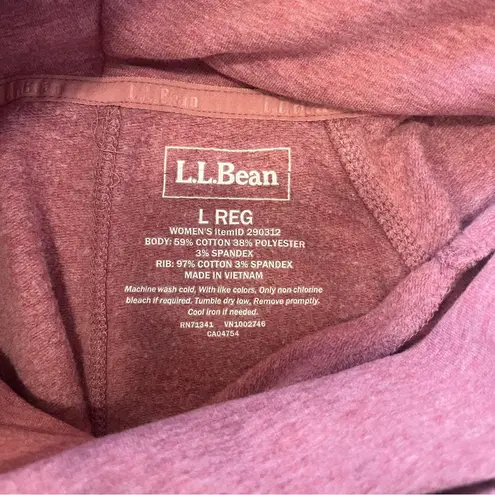 L.L.Bean L.L.Bean
L.L.Bean
L REG
WOMEN'S ItemID 290312
BODY: 59% COTTON 38% POLYESTER
3% SPANDEX
RIB: 97% COTTON 3% SPANDEX
MADE IN VIETNAM
Machine wash cold, With like colors, Only non chlorine
bleach if required, Tumble dry low, Remove promptly.
Cool iron if needed.
RN71341 VN1002746
CA04754